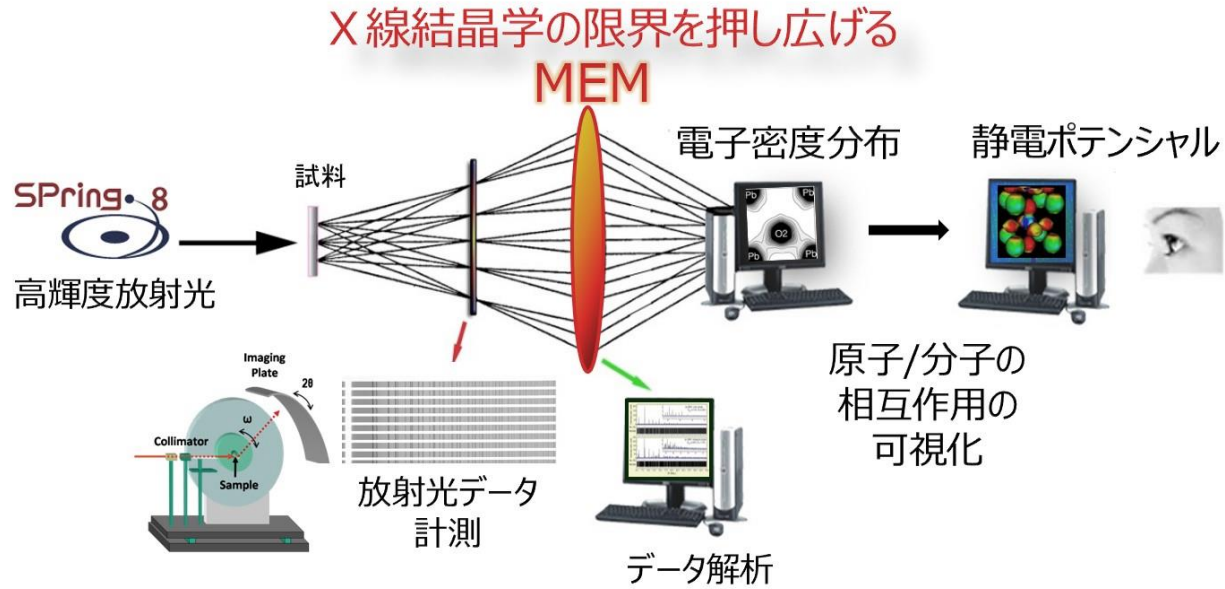 X線結晶学の限界を押し広げる
MEM
電子密度分布
静電ポテンシャル
試料
SPring-8
高輝度放射光
Pb
Pb
O2
Pb
Pb
Imaging
Plate
2θ
ω
Collimator
Sample
放射光データ
計測
データ解析
原子/分子の
相互作用の
可視化